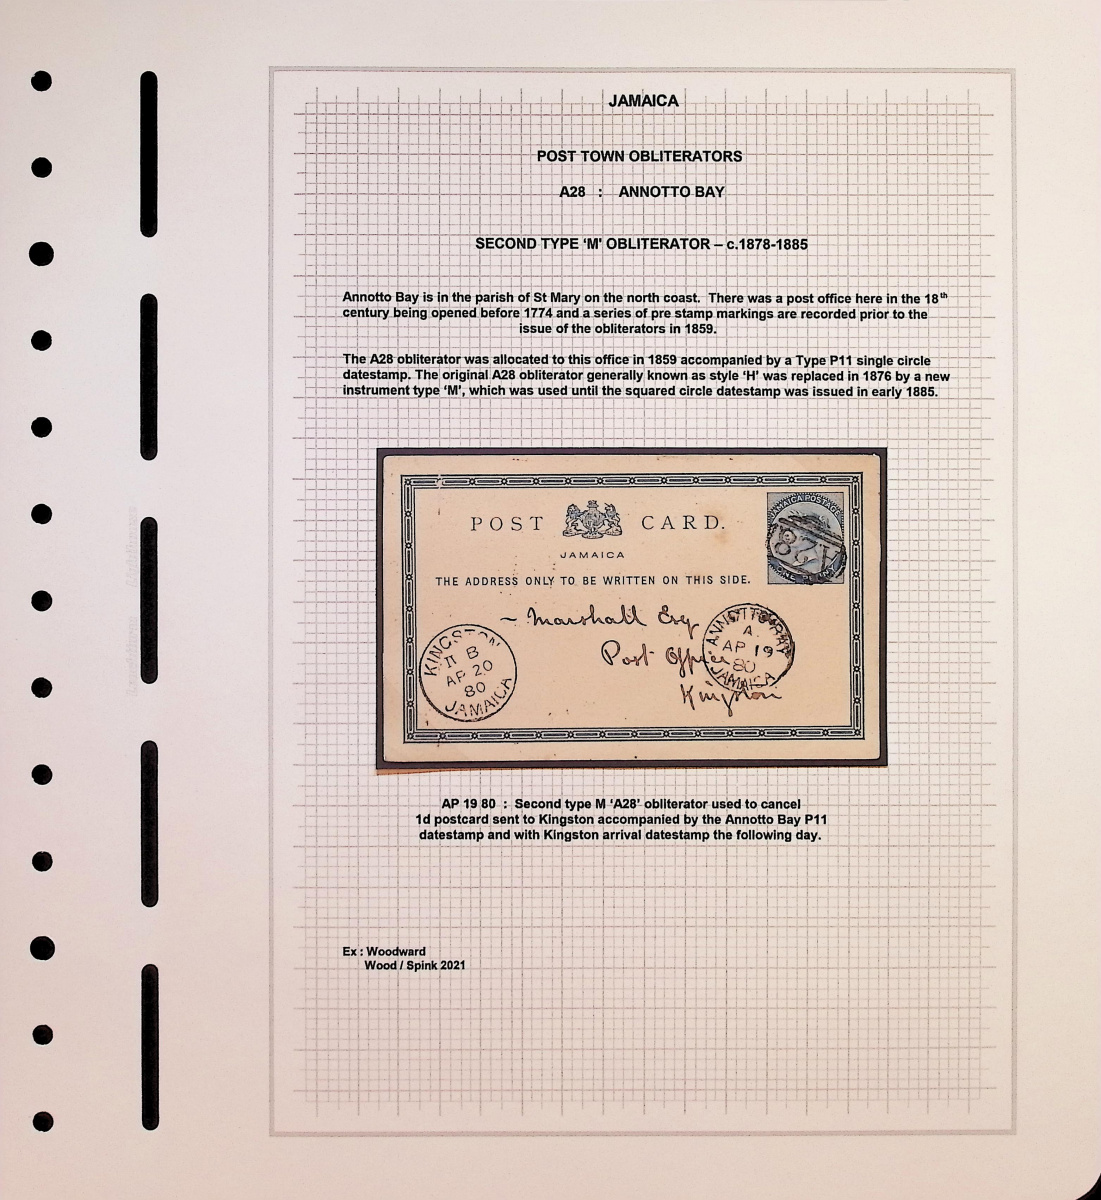 JAMAICA
POST TOWN OBLITERATORS
A28 : ANNOTTO BAY
SECOND TYPE ‘M’ OBLITERATOR – c.1878-1885
Annotto Bay is in the parish of St Mary on the north coast. There was a post office here in the 18th
century being opened before 1774 and a series of pre stamp markings are recorded prior to the
issue of the obliterators in 1859.
The A28 obliterator was allocated to this office in 1859 accompanied by a Type P11 single circle
datestamp. The original A28 obliterator generally known as style ‘H’ was replaced in 1876 by a new
instrument type ‘M’, which was used until the squared circle datestamp was issued in early 1885.
POST CARD.
JAMAICA
THE ADDRESS ONLY TO BE WRITTEN ON THIS SIDE.
JAMAICA POSTAGE
A28
ONE PENNY
~ Marshall Esq
Post Office
Kingston
ANNOTTO BAY
A
AP 19
80
JAMAICA
KINGSTON
B
AP 20
80
JAMAICA
AP 19 80 : Second type M ‘A28’ obliterator used to cancel
1d postcard sent to Kingston accompanied by the Annotto Bay P11
datestamp and with Kingston arrival datestamp the following day.
Ex : Woodward
Wood / Spink 2021